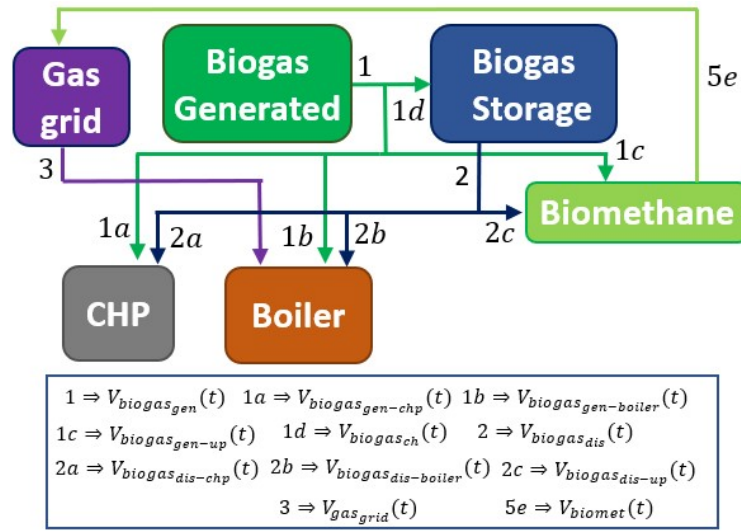 Gas
grid
Biogas
Generated
1
1d
Biogas
Storage
5e
3
2
1c
1a
2a
1b
2b
2c
Biomethane
CHP
Boiler
1 ⇒ V_{biogas_{gen}}(t) 1a ⇒ V_{biogas_{gen-chp}}(t) 1b ⇒ V_{biogas_{gen-boiler}}(t)
1c ⇒ V_{biogas_{gen-up}}(t) 1d ⇒ V_{biogas_{ch}}(t) 2 ⇒ V_{biogas_{dis}}(t)
2a ⇒ V_{biogas_{dis-chp}}(t) 2b ⇒ V_{biogas_{dis-boiler}}(t) 2c ⇒ V_{biogas_{dis-up}}(t)
3 ⇒ V_{gas_{grid}}(t) 5e ⇒ V_{biomet}(t)